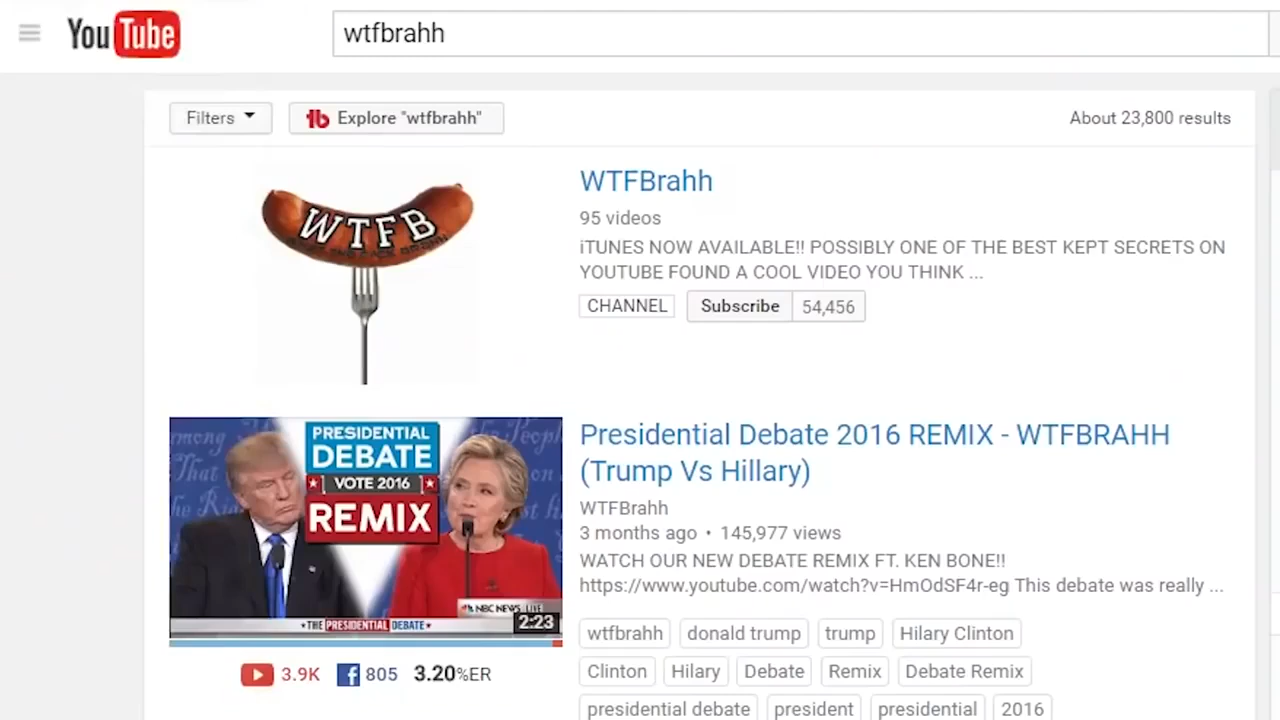 You Tube
wtfbrahh
Filters
Explore "wtfbrahh"
About 23,800 results
WTFB
WTFBrahh
95 videos
iTUNES NOW AVAILABLE!! POSSIBLY ONE OF THE BEST KEPT SECRETS ON
YOUTUBE FOUND A COOL VIDEO YOU THINK ...
CHANNEL
Subscribe 54,456
PRESIDENTIAL
DEBATE
VOTE 2016
REMIX
NBC NEWS LIVE
THE PRESIDENTIAL DEBATE
2:23
3.9K
805
3.20%ER
Presidential Debate 2016 REMIX - WTFBRAHH
(Trump Vs Hillary)
WTFBrahh
3 months ago • 145,977 views
WATCH OUR NEW DEBATE REMIX FT. KEN BONE!!
https://www.youtube.com/watch?v=HmOdSF4r-eg This debate was really ...
wtfbrahh donald trump trump Hilary Clinton
Clinton Hilary Debate Remix Debate Remix
presidential debate president presidential 2016